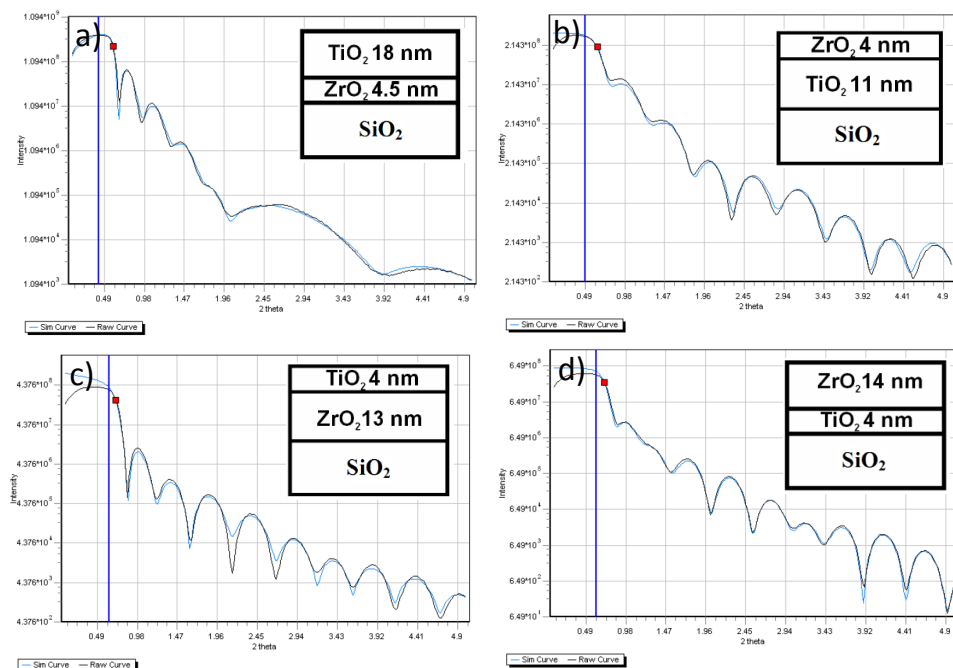 a)
1.094*10^9
1.094*10^8
1.094*10^7
1.094*10^6
1.094*10^5
1.094*10^4
1.094*10^3
Intensity
TiO₂ 18 nm
ZrO₂ 4.5 nm
SiO₂
0.49 0.98 1.47 1.96 2.45 2.94 3.43 3.92 4.41 4.9
2 theta
Sim Curve Raw Curve
b)
2.143*10^8
2.143*10^7
2.143*10^6
2.143*10^5
2.143*10^4
2.143*10^3
2.143*10^2
Intensity
ZrO₂ 4 nm
TiO₂ 11 nm
SiO₂
0.49 0.98 1.47 1.96 2.45 2.94 3.43 3.92 4.41 4.9
2 theta
Sim Curve Raw Curve
c)
4.376*10^8
4.376*10^7
4.376*10^6
4.376*10^5
4.376*10^4
4.376*10^3
4.376*10^2
Intensity
TiO₂ 4 nm
ZrO₂ 13 nm
SiO₂
0.49 0.98 1.47 1.96 2.45 2.94 3.43 3.92 4.41 4.9
2 theta
Sim Curve Raw Curve
d)
6.49*10^8
6.49*10^7
6.49*10^6
6.49*10^5
6.49*10^4
6.49*10^3
6.49*10^2
6.49*10^1
Intensity
ZrO₂ 14 nm
TiO₂ 4 nm
SiO₂
0.49 0.98 1.47 1.96 2.45 2.94 3.43 3.92 4.41 4.9
2 theta
Sim Curve Raw Curve